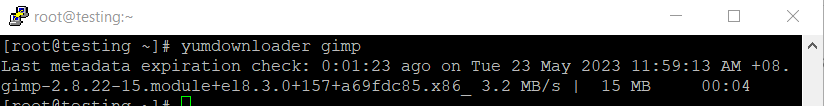 root@testing:~
[root@testing ~]# yumdownloader gimp
Last metadata expiration check: 0:01:23 ago on Tue 23 May 2023 11:59:13 AM +08.
gimp-2.8.22-15.module+el8.3.0+157+a69fdc85.x86_ 3.2 MB/s |  15 MB     00:04
[root@testing ~]#